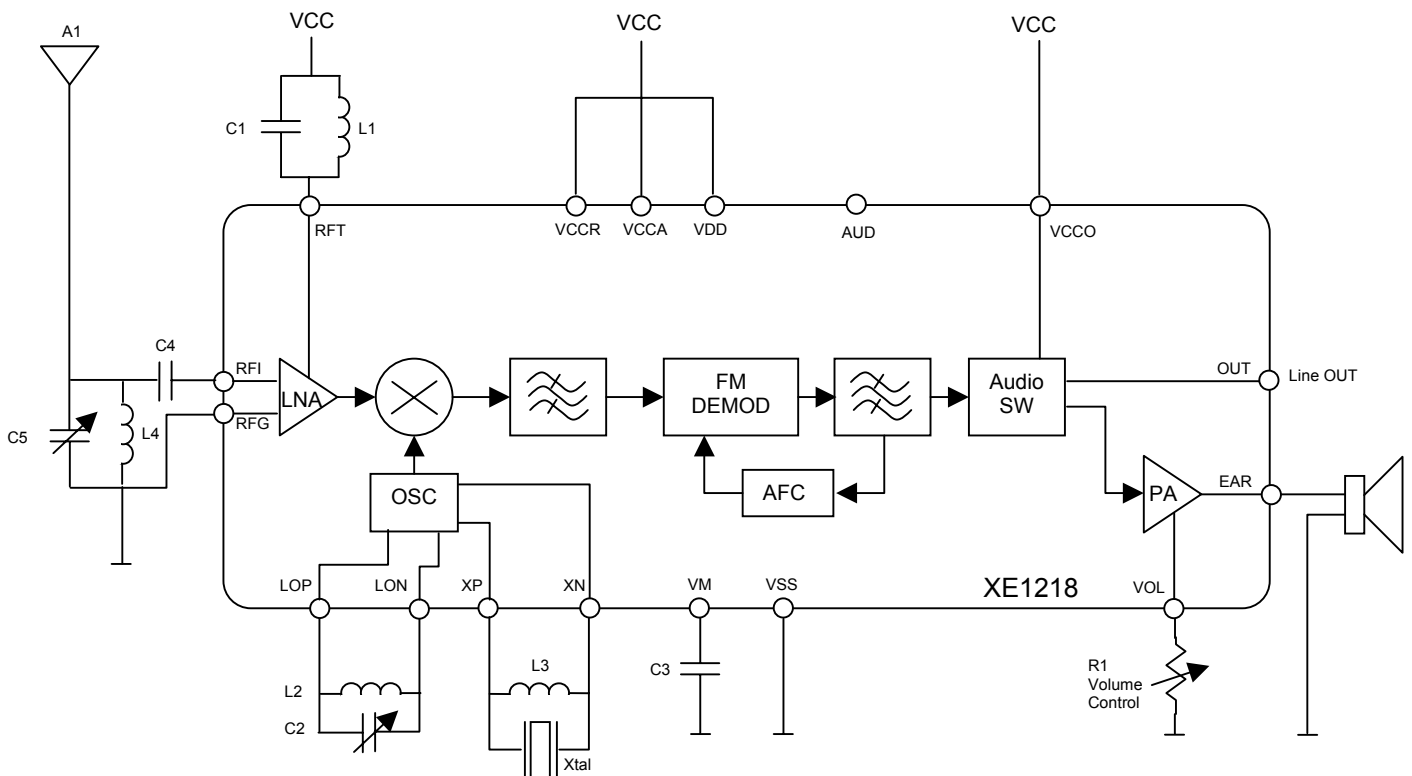 A1
VCC
VCC
VCC
C1
L1
RFT
VCCR
VCCA
VDD
AUD
VCCO
C4
RFI
LNA
RFG
C5
L4
FM
DEMOD
Audio
SW
OUT
Line OUT
OSC
AFC
PA
EAR
LOP
LON
XP
XN
VM
VSS
XE1218
VOL
L2
C2
L3
Xtal
C3
R1
Volume
Control